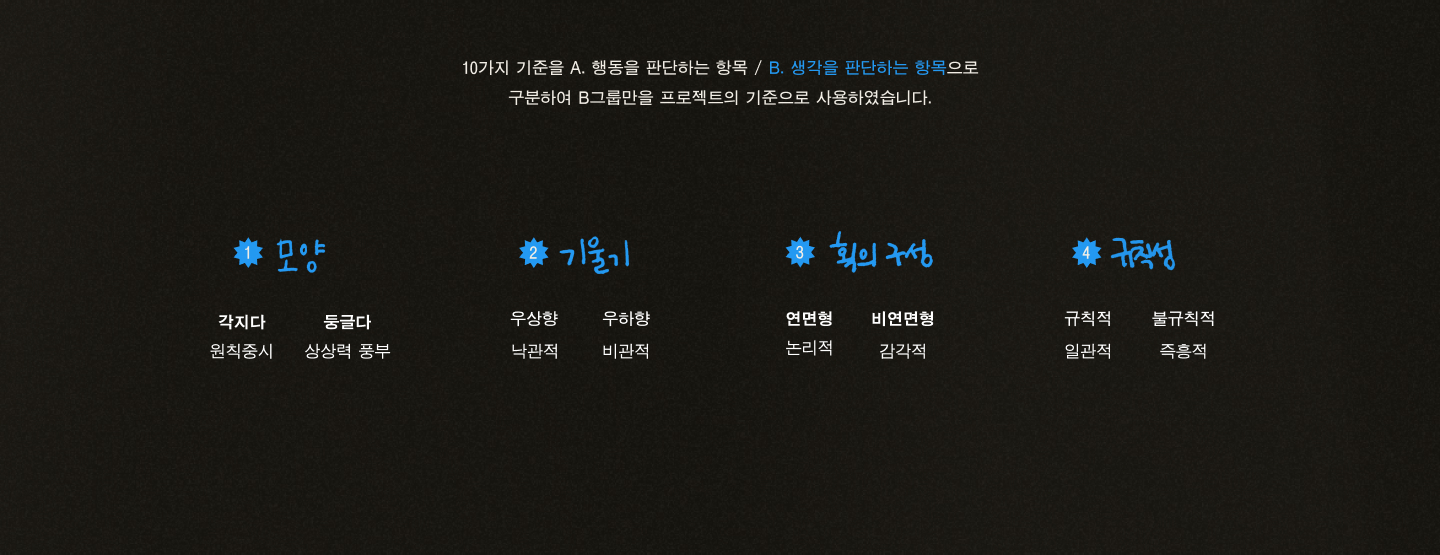 10가지 기준을 A. 행동을 판단하는 항목 / B. 생각을 판단하는 항목으로
구분하여 B그룹만을 프로젝트의 기준으로 사용하였습니다.
1 모양
각지다 둥글다
원칙중시 상상력 풍부
2 기울기
우상향 우하향
낙관적 비관적
3 획의 구성
연면형 비연면형
논리적 감각적
4 규칙성
규칙적 불규칙적
일관적 즉흥적